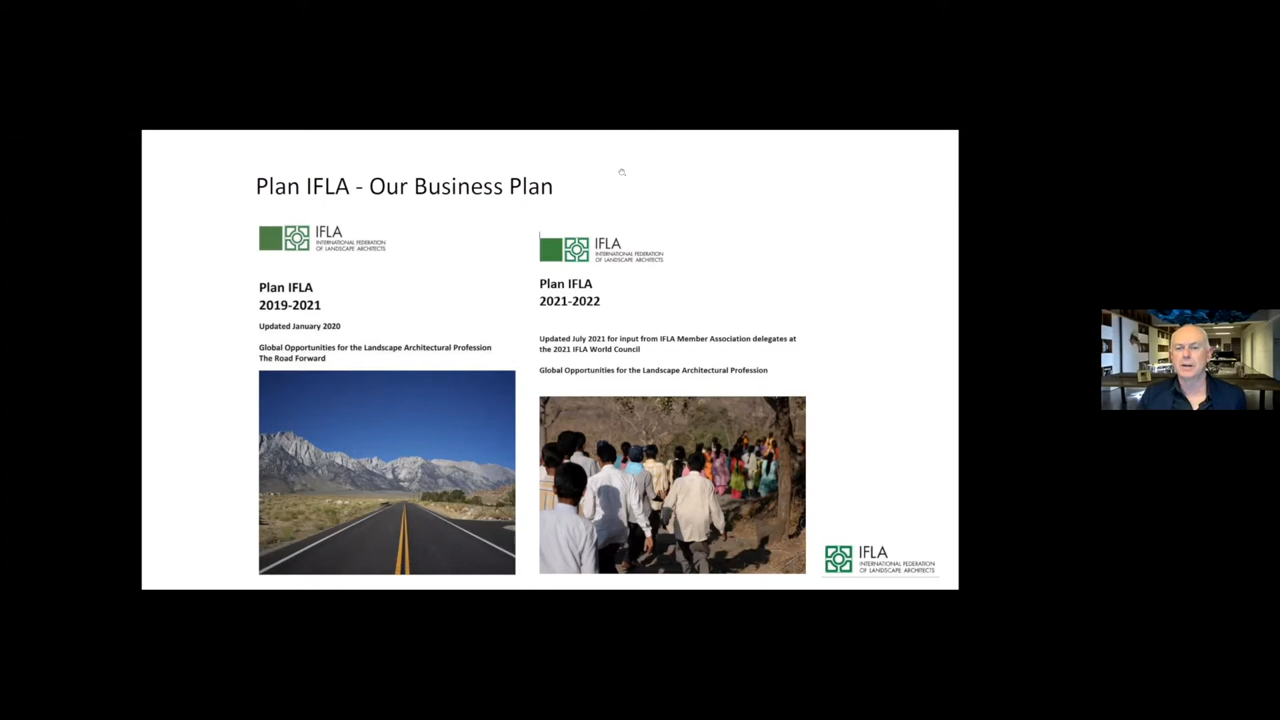 Plan IFLA - Our Business Plan
IFLA
INTERNATIONAL FEDERATION
OF LANDSCAPE ARCHITECTS
Plan IFLA
2019-2021
Updated January 2020
Global Opportunities for the Landscape Architectural Profession
The Road Forward
IFLA
INTERNATIONAL FEDERATION
OF LANDSCAPE ARCHITECTS
Plan IFLA
2021-2022
Updated July 2021 for input from IFLA Member Association delegates at
the 2021 IFLA World Council
Global Opportunities for the Landscape Architectural Profession
IFLA
INTERNATIONAL FEDERATION
OF LANDSCAPE ARCHITECTS